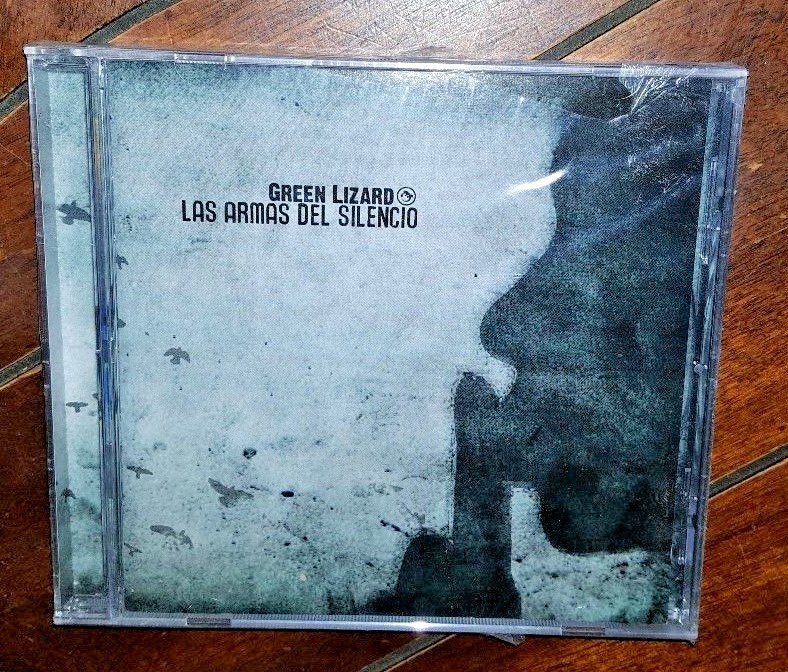 GREEN LIZARD
LAS ARMAS DEL SILENCIO